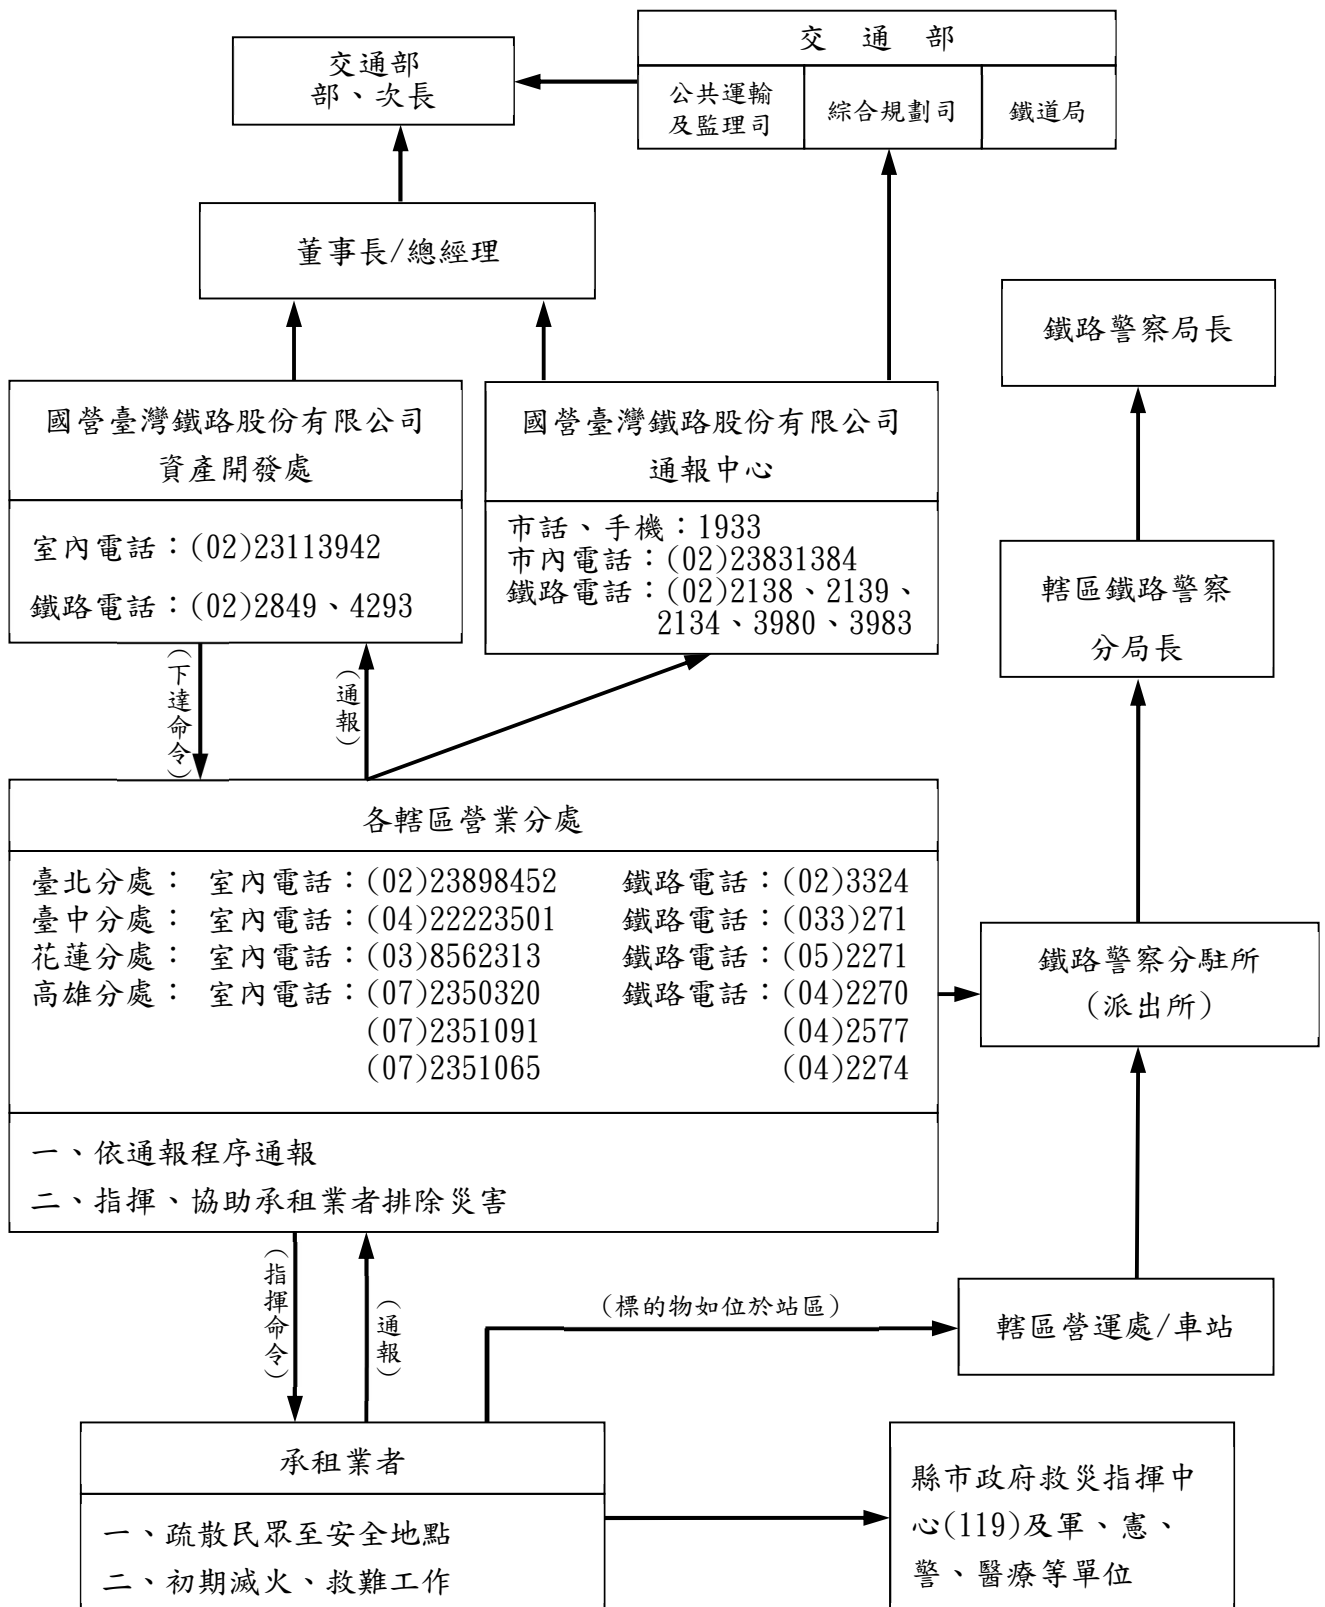 交通部
公共運輸
及監理司
綜合規劃司
鐵道局
交通部
部、次長
董事長/總經理
鐵路警察局長
國營臺灣鐵路股份有限公司
資產開發處
室內電話：(02)23113942
鐵路電話：(02)2849、4293
國營臺灣鐵路股份有限公司
通報中心
市話、手機：1933
市內電話：(02)23831384
鐵路電話：(02)2138、2139、
2134、3980、3983
轄區鐵路警察
分局長
(下達命令)
(通報)
各轄區營業分處
臺北分處： 室內電話：(02)23898452 鐵路電話：(02)3324
臺中分處： 室內電話：(04)22223501 鐵路電話：(033)271
花蓮分處： 室內電話：(03)8562313 鐵路電話：(05)2271
高雄分處： 室內電話：(07)2350320 鐵路電話：(04)2270
(07)2351091 (04)2577
(07)2351065 (04)2274
一、依通報程序通報
二、指揮、協助承租業者排除災害
鐵路警察分駐所
(派出所)
(指揮命令)
(通報)
(標的物如位於站區)
轄區營運處/車站
承租業者
一、疏散民眾至安全地點
二、初期滅火、救難工作
縣市政府救災指揮中
心(119)及軍、憲、
警、醫療等單位